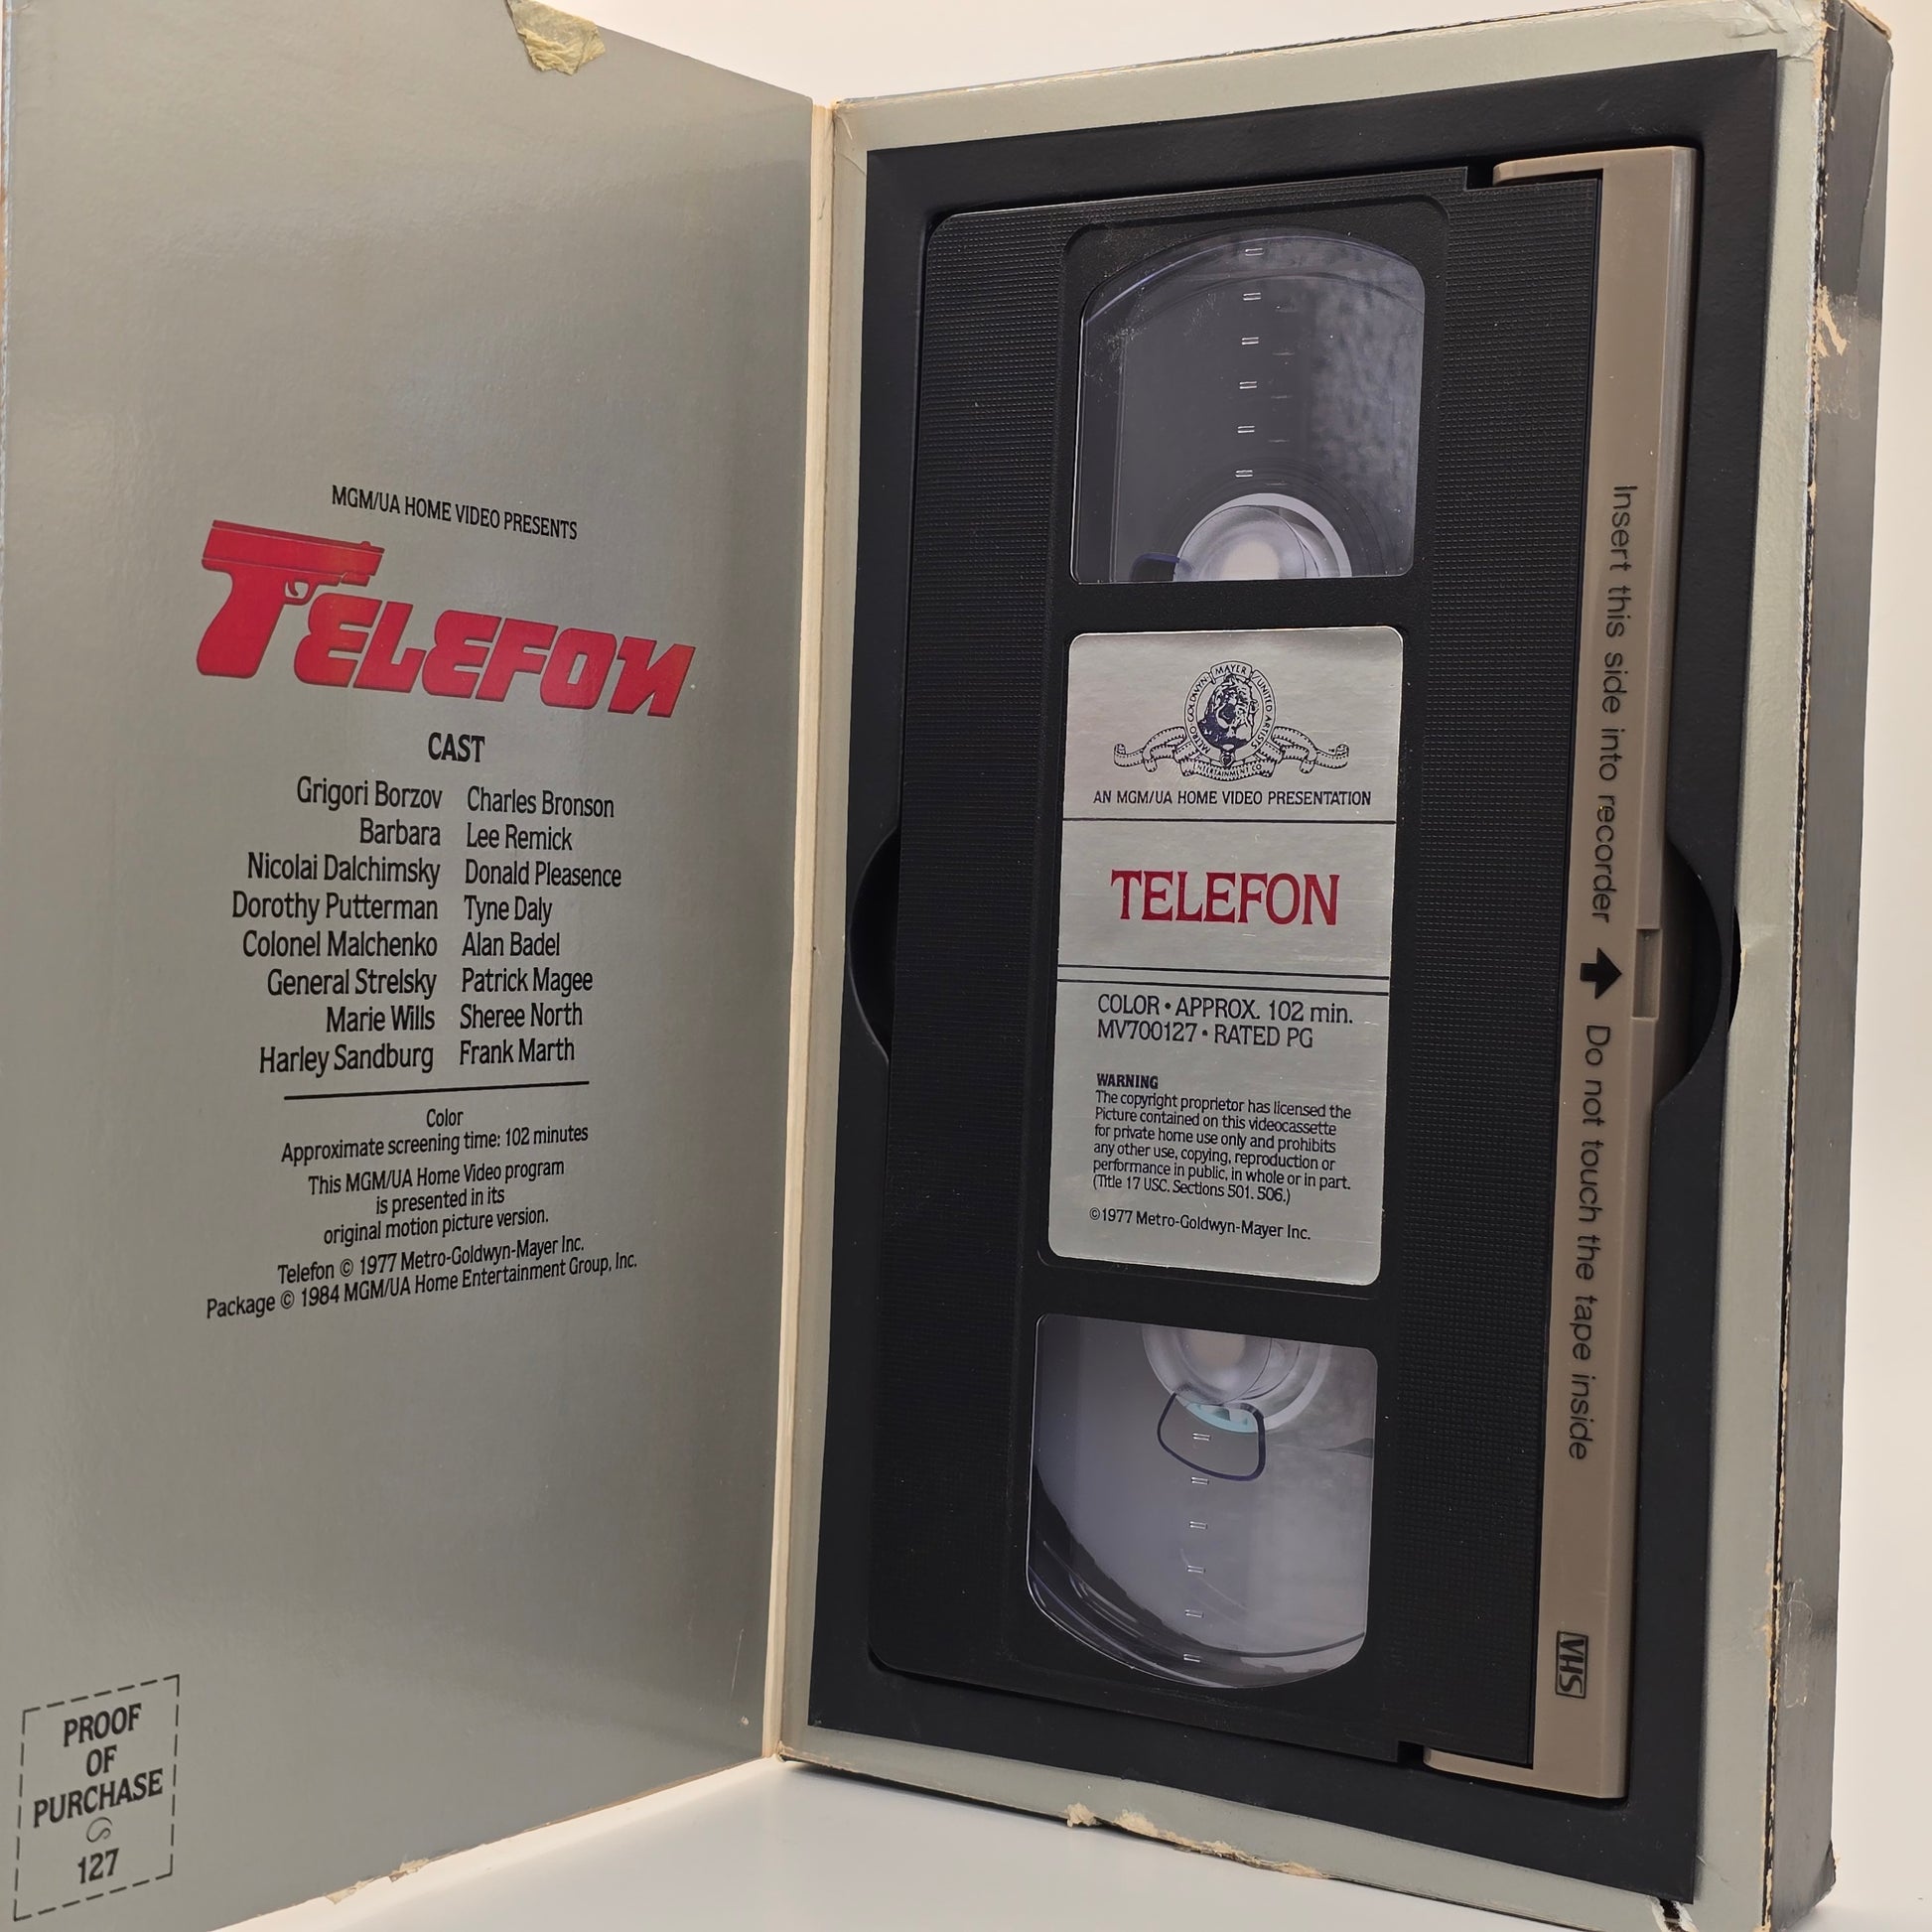 MGM/UA HOME VIDEO PRESENTS
TELEFON
CAST
Grigori Borzov Charles Bronson
Barbara Lee Remick
Nicolai Dalchimsky Donald Pleasence
Dorothy Putterman Tyne Daly
Colonel Malchenko Alan Badel
General Strelsky Patrick Magee
Marie Wills Sheree North
Harley Sandburg Frank Marth
Color
Approximate screening time: 102 minutes
This MGM/UA Home Video program
is presented in its
original motion picture version.
Telefon © 1977 Metro-Goldwyn-Mayer Inc.
Package © 1984 MGM/UA Home Entertainment Group, Inc.
PROOF
OF
PURCHASE
127
METRO-GOLDWYN MAYER/UNITED ARTISTS
ENTERTAINMENT CO
AN MGM/UA HOME VIDEO PRESENTATION
TELEFON
COLOR • APPROX. 102 min.
MV700127 • RATED PG
WARNING
The copyright proprietor has licensed the
Picture contained on this videocassette
for private home use only and prohibits
any other use, copying, reproduction or
performance in public, in whole or in part.
(Title 17 USC. Sections 501. 506.)
©1977 Metro-Goldwyn-Mayer Inc.
Insert this side into recorder Do not touch the tape inside
VHS